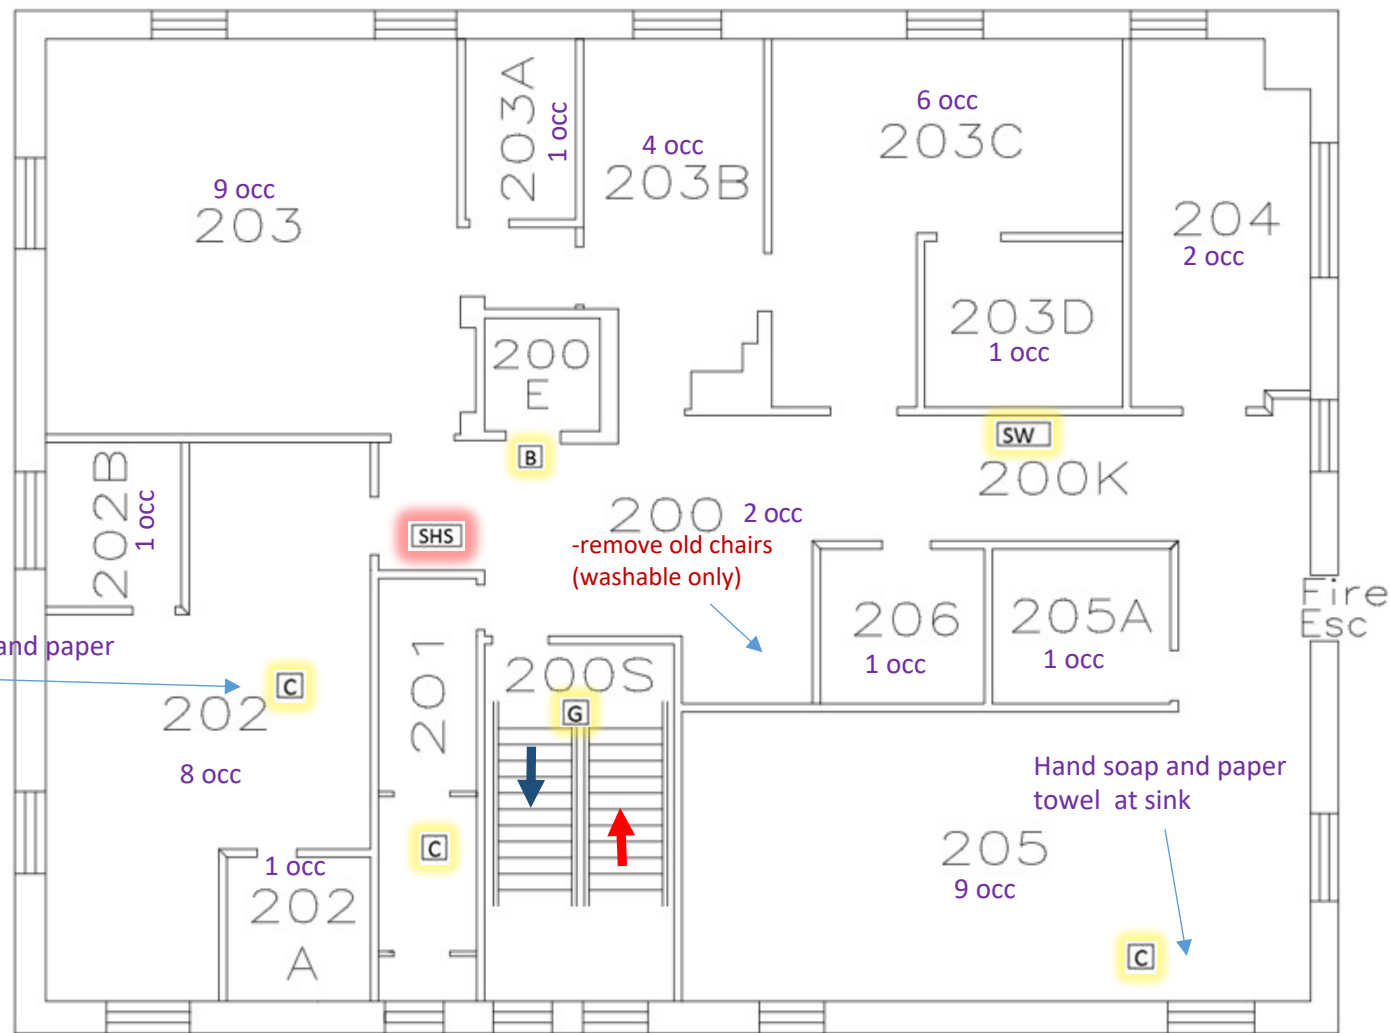 203A
1 occ
6 occ
203C
4 occ
203B
9 occ
203
204
2 occ
203D
1 occ
200
E
SW
B
200K
202B
1 occ
200
2 occ
SHS
-remove old chairs
(washable only)
Fire
Esc
206
1 occ
205A
1 occ
and paper
201
200S
C
202
G
8 occ
Hand soap and paper
towel at sink
C
205
9 occ
1 occ
202
A
C